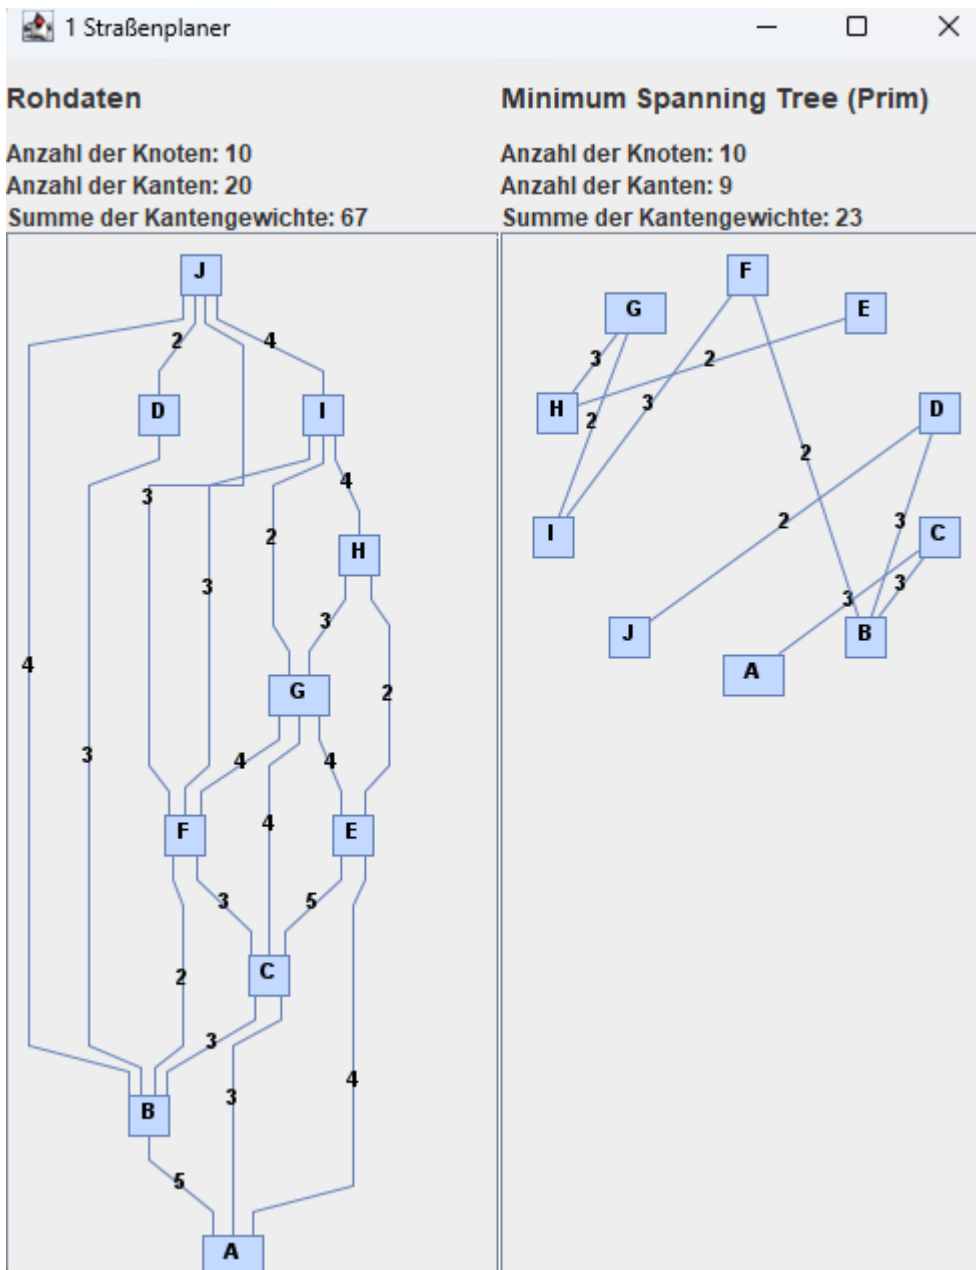 1 Straßenplaner
Rohdaten
Anzahl der Knoten: 10
Anzahl der Kanten: 20
Summe der Kantengewichte: 67
J
2
4
D
I
3
4
2
H
3
3
4
G
2
3
4
4
4
F
E
3
5
C
2
3
3
4
B
5
A
Minimum Spanning Tree (Prim)
Anzahl der Knoten: 10
Anzahl der Kanten: 9
Summe der Kantengewichte: 23
F
G
E
3
2
H
3
D
2
2
2
3
C
I
3
3
J
B
A